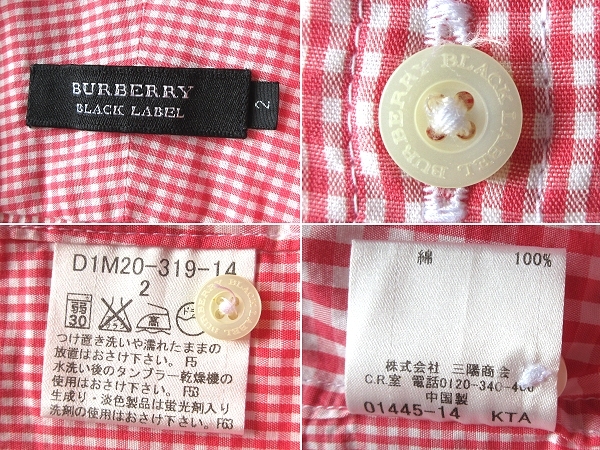 BURBERRY
BLACK LABEL
2
BURBERRY BLACK LABEL
D1M20-319-14
2
弱
30
高
ド
つけ置き洗いや濡れたままの
放置はおさけ下さい。 F5
水洗い後のタンブラー乾燥機の
使用はおさけ下さい。 F53
生成り・淡色製品は蛍光剤入り
洗剤の使用はおさけ下さい。 F63
綿 100%
株式会社 三陽商会
C.R.室 電話0120-340-460
中国製
01445-14 KTA